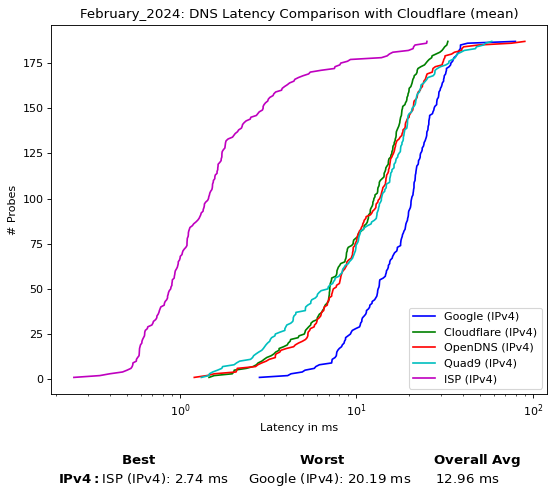 February_2024: DNS Latency Comparison with Cloudflare (mean)
# Probes
175
150
125
100
75
50
25
0
Google (IPv4)
Cloudflare (IPv4)
OpenDNS (IPv4)
Quad9 (IPv4)
ISP (IPv4)
10⁰ 10¹ 10²
Latency in ms
Best Worst Overall Avg
IPv4: ISP (IPv4): 2.74 ms Google (IPv4): 20.19 ms 12.96 ms